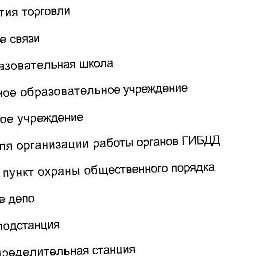 тия торговли
е связи
азовательная школа
ное образовательное учреждение
ое учреждение
ля организации работы органов ГИБДД
пункт охраны общественного порядка
е депо
подстанция
пределительная станция